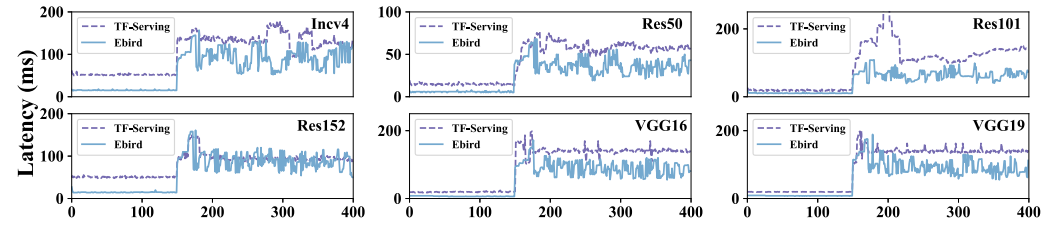 Latency (ms)
200
100
0
TF-Serving
Ebird
Incv4
100
50
0
TF-Serving
Ebird
Res50
200
0
TF-Serving
Ebird
Res101
200
100
0
TF-Serving
Ebird
Res152
0 100 200 300 400
200
0
TF-Serving
Ebird
VGG16
0 100 200 300 400
200
0
TF-Serving
Ebird
VGG19
0 100 200 300 400